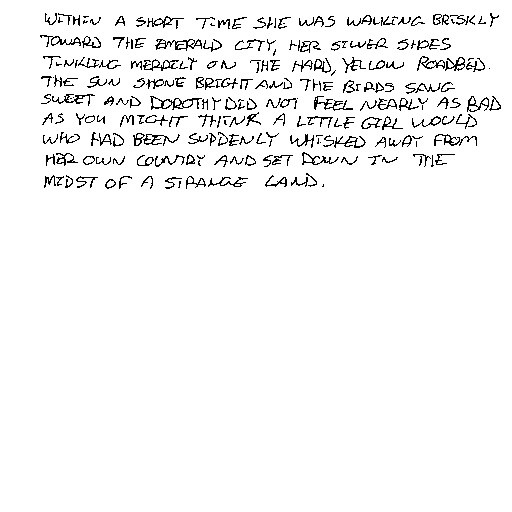 WITHIN A SHORT TIME SHE WAS WALKING BRISKLY
TOWARD THE EMERALD CITY, HER SILVER SHOES
TINKLING MERRILY ON THE HARD, YELLOW ROADBED.
THE SUN SHONE BRIGHT AND THE BIRDS SANG
SWEET AND DOROTHY DID NOT FEEL NEARLY AS BAD
AS YOU MIGHT THINK A LITTLE GIRL WOULD
WHO HAD BEEN SUDDENLY WHISKED AWAY FROM
HER OWN COUNTRY AND SET DOWN IN THE
MIDST OF A STRANGE LAND.